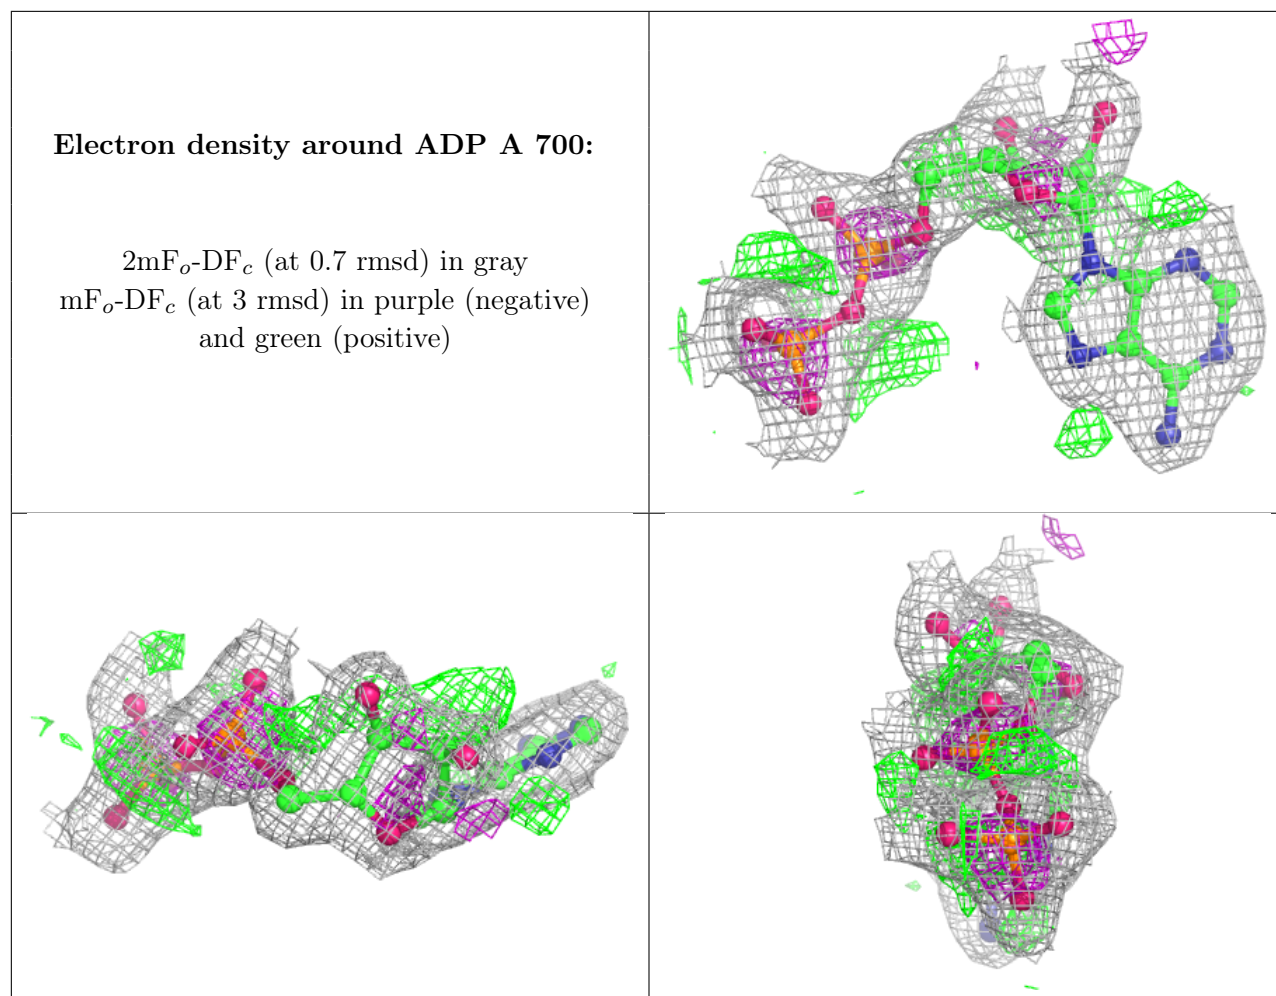 Electron density around ADP A 700:
2mFo-DFc (at 0.7 rmsd) in gray
mFo-DFc (at 3 rmsd) in purple (negative)
and green (positive)